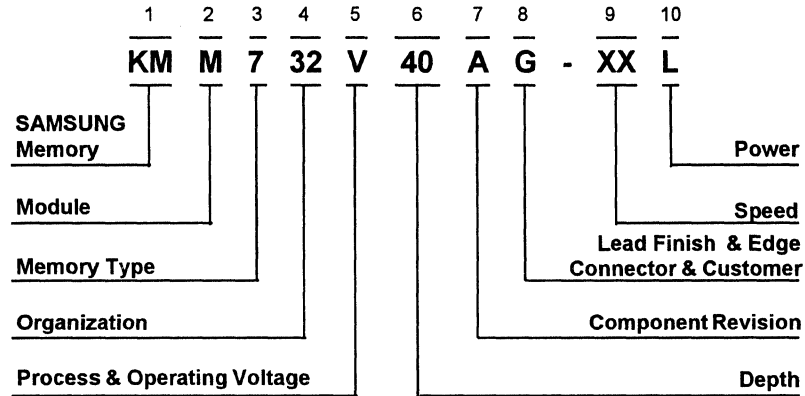 1 2 3 4 5 6 7 8 9 10
KM M 7 32 V 40 A G - XX L
SAMSUNG
Memory
Power
Module
Speed
Lead Finish & Edge
Connector & Customer
Memory Type
Organization
Component Revision
Process & Operating Voltage
Depth